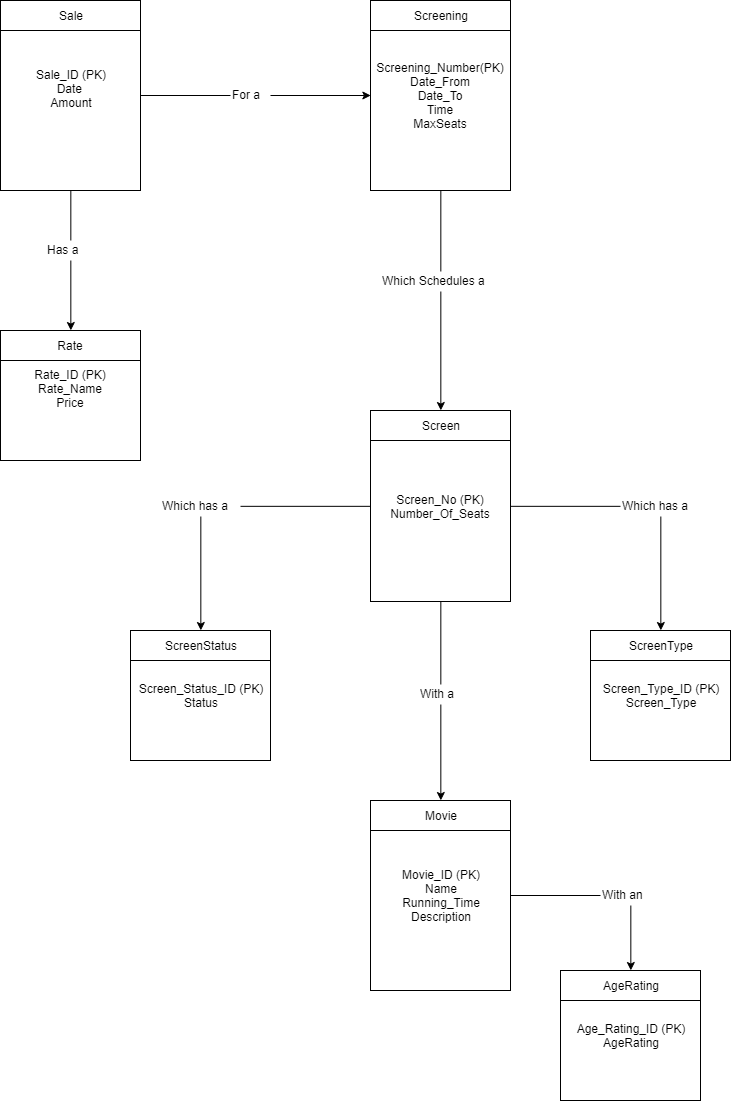 Sale
Sale_ID (PK)
Date
Amount
For a
Screening
Screening_Number(PK)
Date_From
Date_To
Time
MaxSeats
Has a
Which Schedules a
Rate
Rate_ID (PK)
Rate_Name
Price
Screen
Screen_No (PK)
Number_Of_Seats
Which has a
Which has a
ScreenStatus
Screen_Status_ID (PK)
Status
ScreenType
Screen_Type_ID (PK)
Screen_Type
With a
Movie
Movie_ID (PK)
Name
Running_Time
Description
With an
AgeRating
Age_Rating_ID (PK)
AgeRating